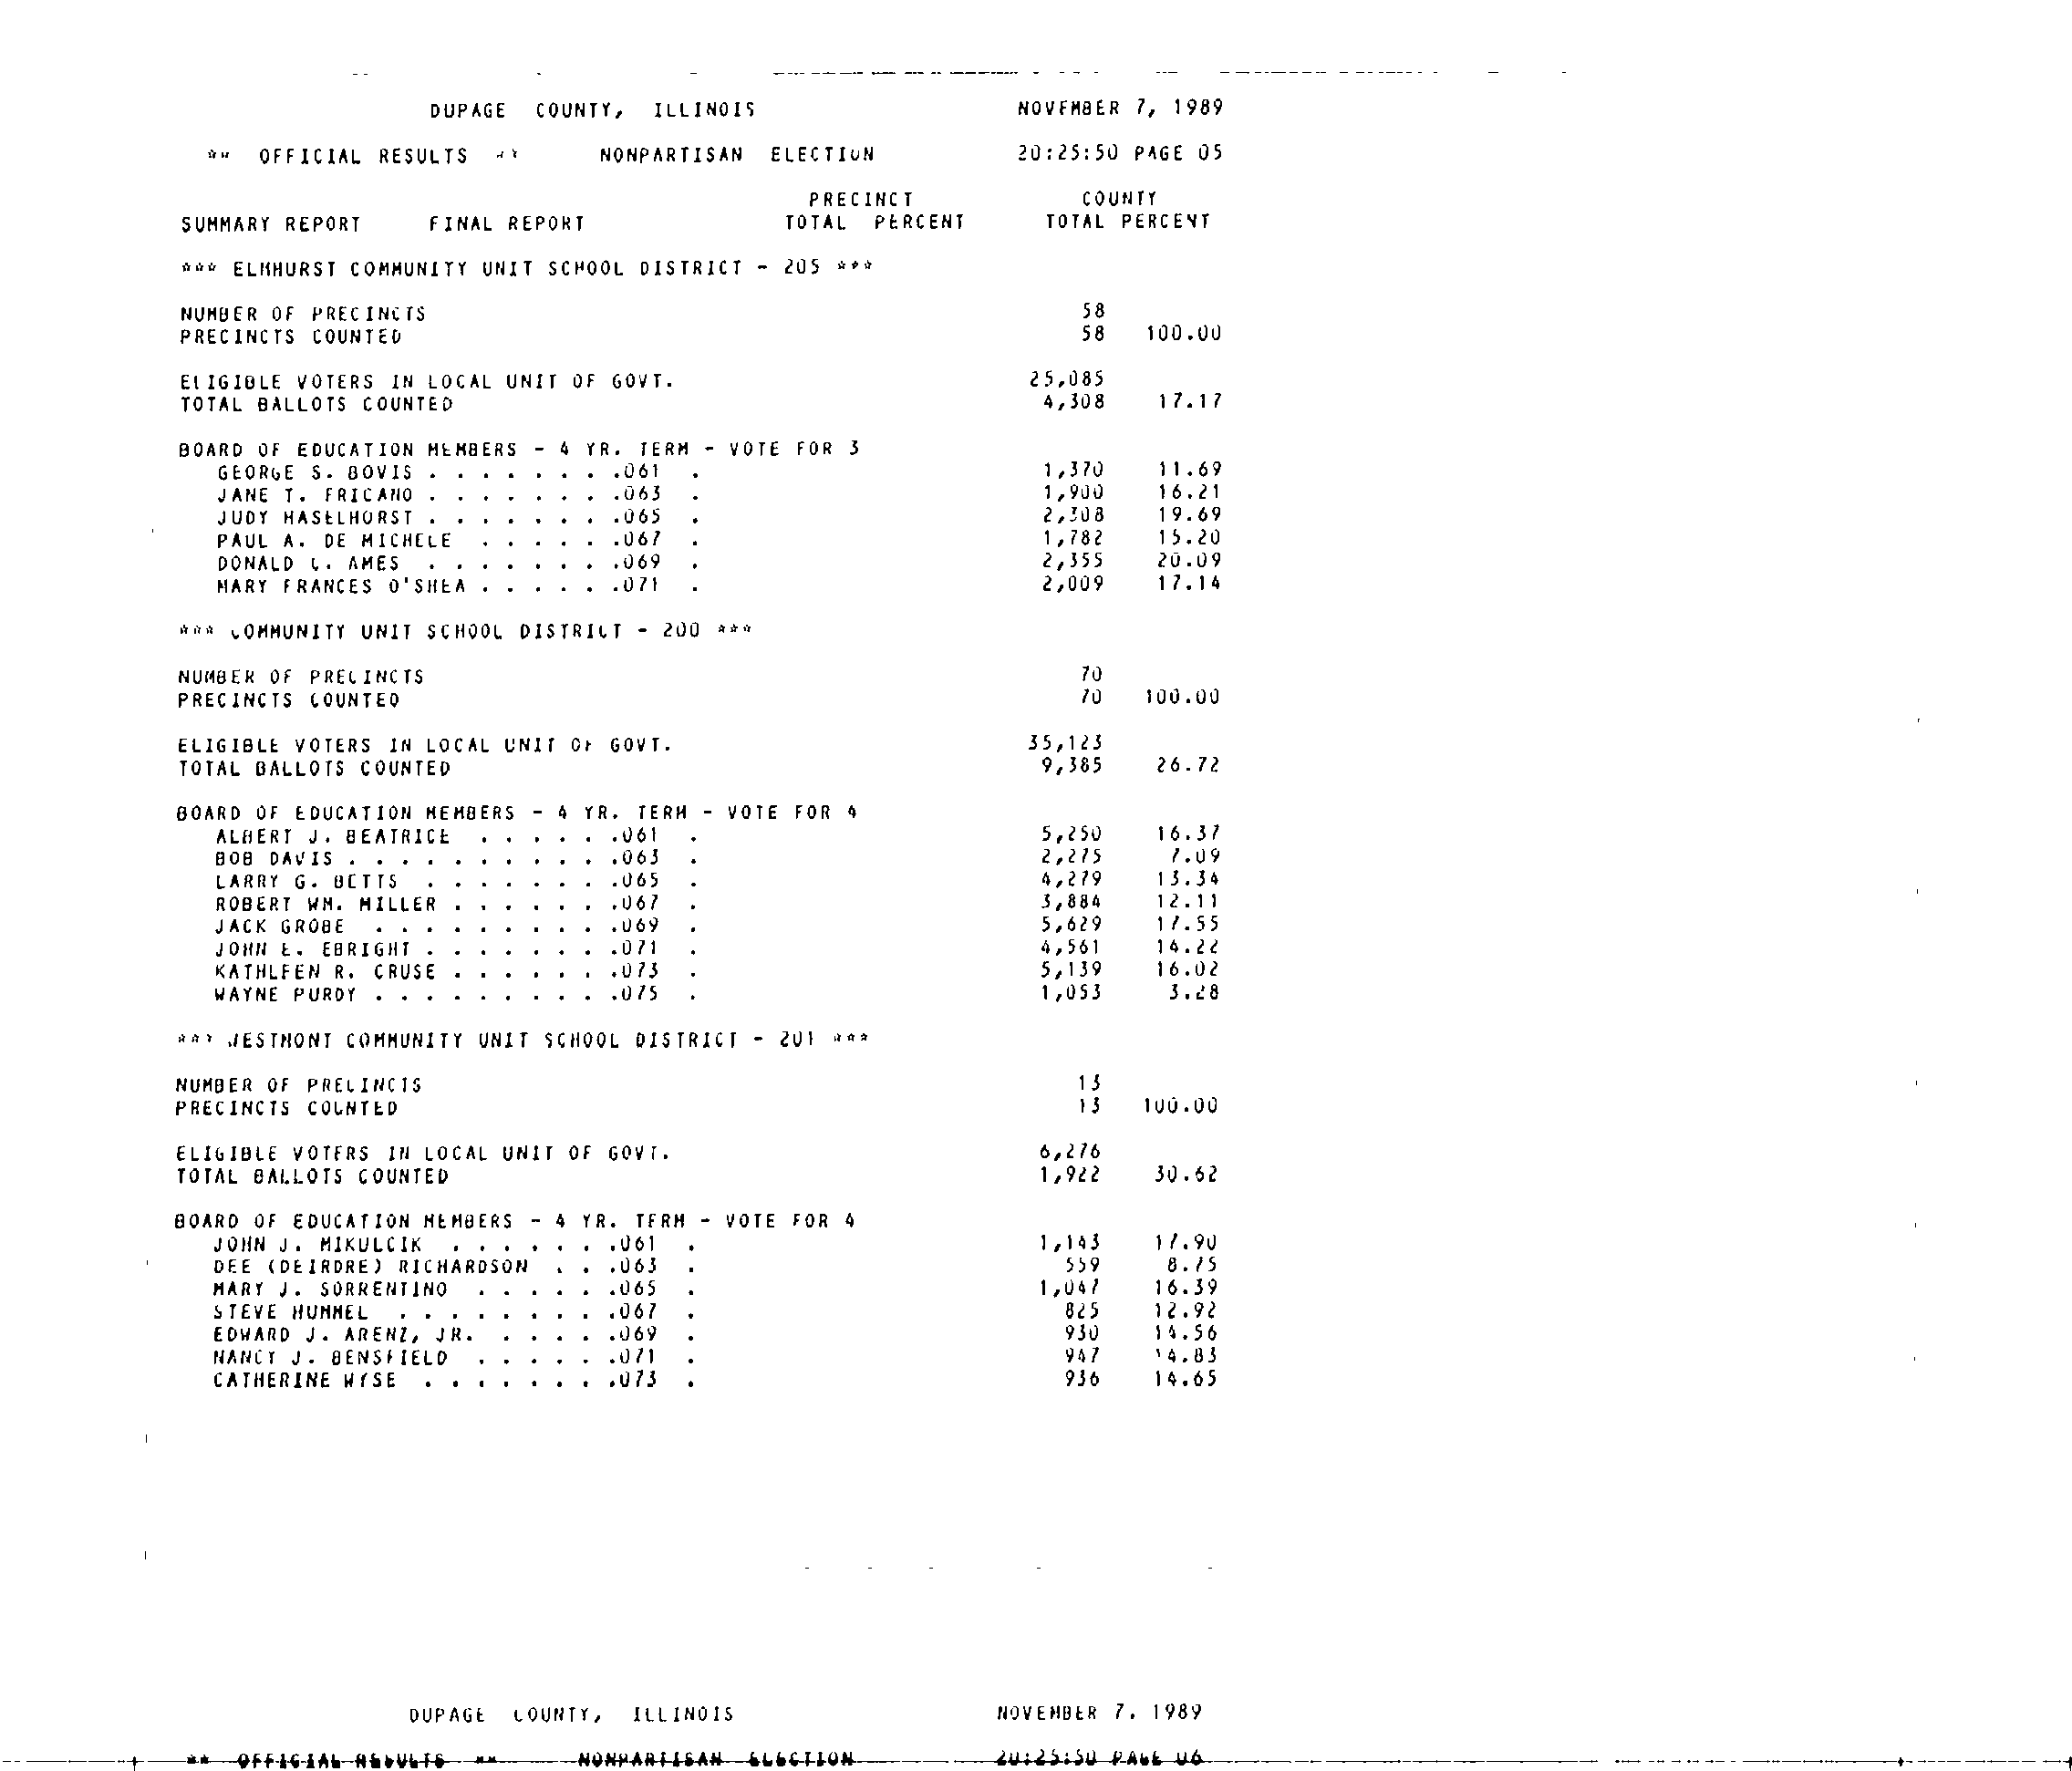 DUPAGE COUNTY, ILLINOIS NOVEMBER 7, 1989
** OFFICIAL RESULTS ** NONPARTISAN ELECTION 20:25:50 PAGE 05
PRECINCT COUNTY
SUMMARY REPORT FINAL REPORT TOTAL PERCENT TOTAL PERCENT
*** ELMHURST COMMUNITY UNIT SCHOOL DISTRICT - 205 ***
NUMBER OF PRECINCTS 58
PRECINCTS COUNTED 58 100.00
ELIGIBLE VOTERS IN LOCAL UNIT OF GOVT. 25,085
TOTAL BALLOTS COUNTED 4,308 17.17
BOARD OF EDUCATION MEMBERS - 4 YR. TERM - VOTE FOR 3
GEORGE S. BOVIS . . . . . . . .061 . 1,370 11.69
JANE T. FRICANO . . . . . . . .063 . 1,900 16.21
JUDY HASELHORST . . . . . . . .065 . 2,308 19.69
PAUL A. DE MICHELE . . . . . .067 . 1,782 15.20
DONALD L. AMES . . . . . . . .069 . 2,355 20.09
MARY FRANCES O'SHEA . . . . . .071 . 2,009 17.14
*** COMMUNITY UNIT SCHOOL DISTRICT - 200 ***
NUMBER OF PRECINCTS 70
PRECINCTS COUNTED 70 100.00
ELIGIBLE VOTERS IN LOCAL UNIT OF GOVT. 35,123
TOTAL BALLOTS COUNTED 9,385 26.72
BOARD OF EDUCATION MEMBERS - 4 YR. TERM - VOTE FOR 4
ALBERT J. BEATRICE . . . . . .061 . 5,250 16.37
BOB DAVIS . . . . . . . . . . .063 . 2,275 7.09
LARRY G. BETTS . . . . . . . .065 . 4,279 13.34
ROBERT WM. MILLER . . . . . . .067 . 3,884 12.11
JACK GROBE . . . . . . . . . .069 . 5,629 17.55
JOHN E. EBRIGHT . . . . . . . .071 . 4,561 14.22
KATHLEEN R. CRUSE . . . . . . .073 . 5,139 16.02
WAYNE PURDY . . . . . . . . . .075 . 1,053 3.28
*** WESTMONT COMMUNITY UNIT SCHOOL DISTRICT - 201 ***
NUMBER OF PRECINCTS 13
PRECINCTS COUNTED 13 100.00
ELIGIBLE VOTERS IN LOCAL UNIT OF GOVT. 6,276
TOTAL BALLOTS COUNTED 1,922 30.62
BOARD OF EDUCATION MEMBERS - 4 YR. TERM - VOTE FOR 4
JOHN J. MIKULCIK . . . . . . .061 . 1,143 17.90
DEE (DEIRDRE) RICHARDSON . . .063 . 559 8.75
MARY J. SORRENTINO . . . . . .065 . 1,047 16.39
STEVE HUMMEL . . . . . . . . .067 . 825 12.92
EDWARD J. ARENZ, JR. . . . . .069 . 930 14.56
NANCY J. BENSFIELD . . . . . .071 . 947 14.83
CATHERINE WYSE . . . . . . . .073 . 936 14.65
DUPAGE COUNTY, ILLINOIS NOVEMBER 7, 1989
** OFFICIAL RESULTS ** NONPARTISAN ELECTION 20:25:50 PAGE 06